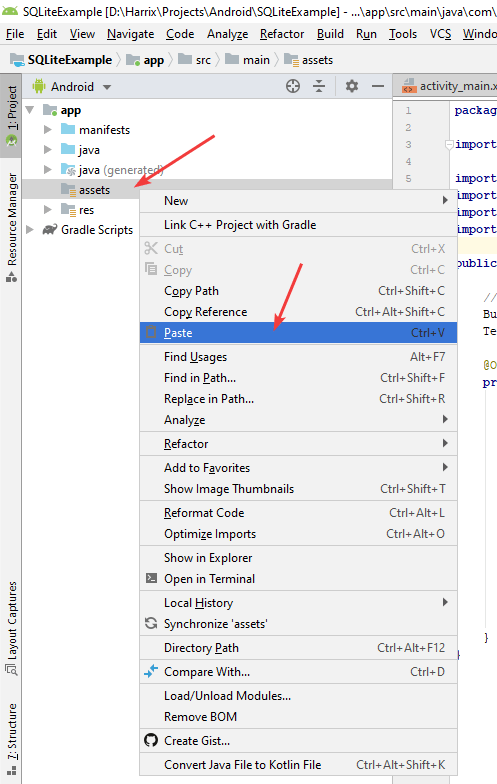 SQLiteExample [D:\Harrix\Projects\Android\SQLiteExample] - ...\app\src\main\java\com\
File Edit View Navigate Code Analyze Refactor Build Run Tools VCS Windo
SQLiteExample app src main assets
1: Project
Resource Manager
Layout Captures
7: Structure
Android
activity_main.x
app
manifests
java
java (generated)
assets
res
Gradle Scripts
New
Link C++ Project with Gradle
Cut Ctrl+X
Copy Ctrl+C
Copy Path Ctrl+Shift+C
Copy Reference Ctrl+Alt+Shift+C
Paste Ctrl+V
Find Usages Alt+F7
Find in Path... Ctrl+Shift+F
Replace in Path... Ctrl+Shift+R
Analyze
Refactor
Add to Favorites
Show Image Thumbnails Ctrl+Shift+T
Reformat Code Ctrl+Alt+L
Optimize Imports Ctrl+Alt+O
Show in Explorer
Open in Terminal
Local History
Synchronize 'assets'
Directory Path Ctrl+Alt+F12
Compare With... Ctrl+D
Load/Unload Modules...
Remove BOM
Create Gist...
Convert Java File to Kotlin File Ctrl+Alt+Shift+K
1 packag
2
3 import
4
5 import
import
import
import
public
//
Bu
Te
@O
pr
}
}